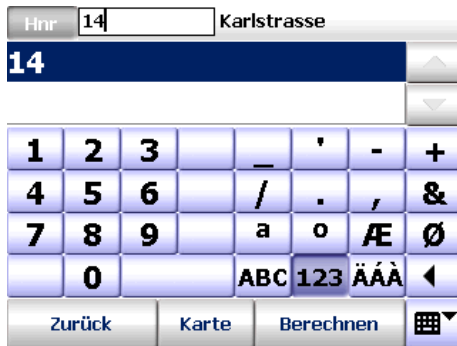 Hnr 14 Karlstrasse
14
1 2 3 _ ' - +
4 5 6 / . , &
7 8 9 ª º Æ Ø
0 ABC 123 ÄÁÀ
Zurück Karte Berechnen